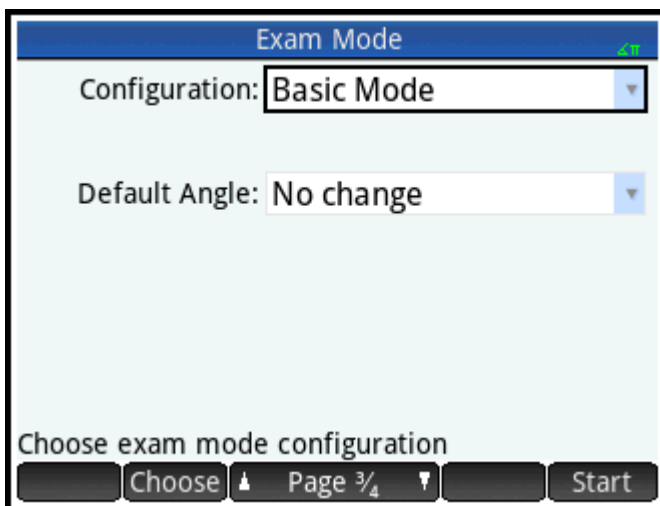 Exam Mode
∡π
Configuration: Basic Mode
Default Angle: No change
Choose exam mode configuration
Choose Page ¾ Start